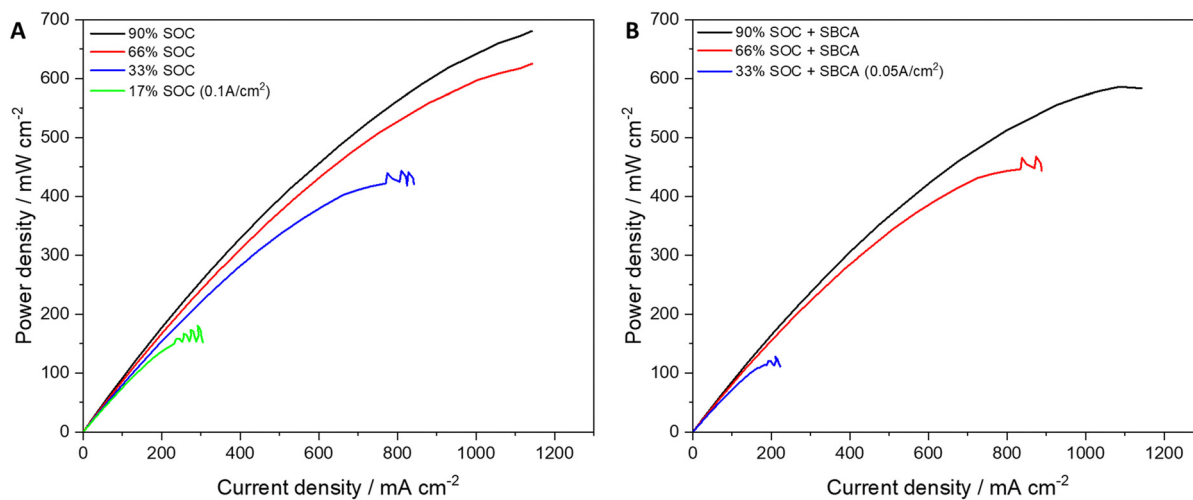 A
90% SOC
66% SOC
33% SOC
17% SOC (0.1A/cm²)
Power density / mW cm⁻²
700
600
500
400
300
200
100
0
0 200 400 600 800 1000 1200
Current density / mA cm⁻²
B
90% SOC + SBCA
66% SOC + SBCA
33% SOC + SBCA (0.05A/cm²)
Power density / mW cm⁻²
700
600
500
400
300
200
100
0
0 200 400 600 800 1000 1200
Current density / mA cm⁻²